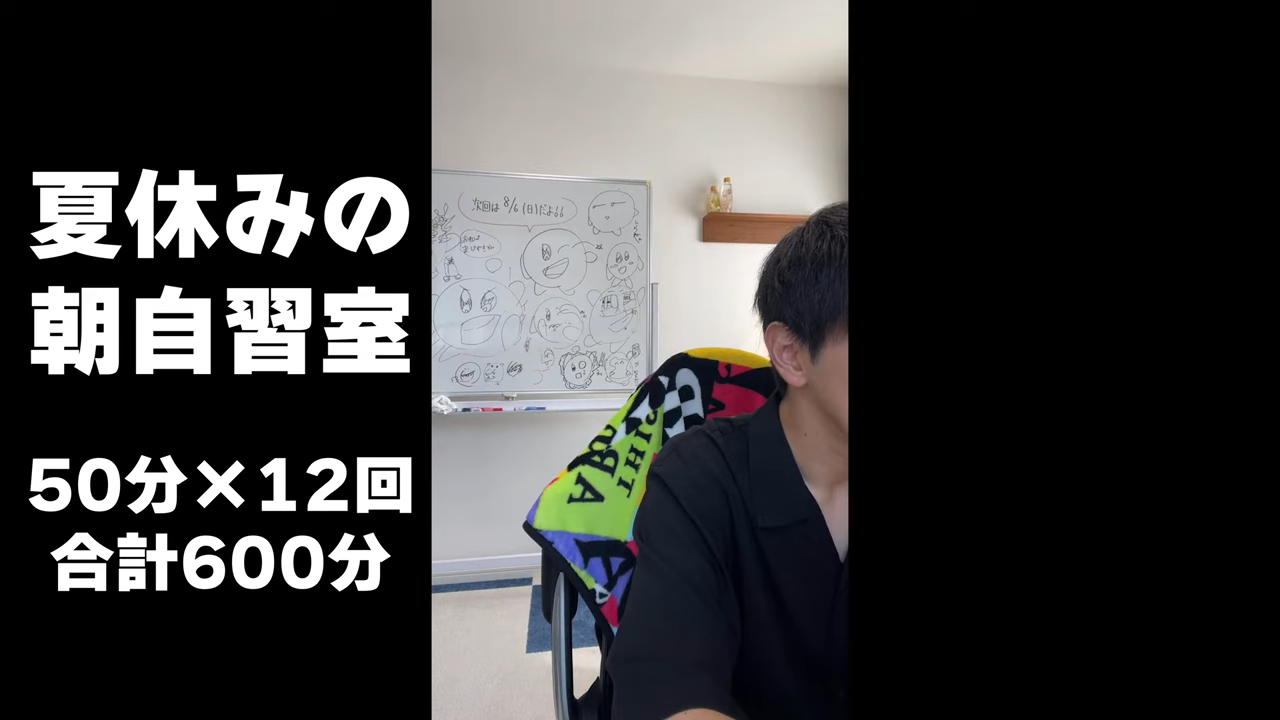 夏休みの
朝自習室
50分×12回
合計600分
次回は 8/6 (日)だよ!!